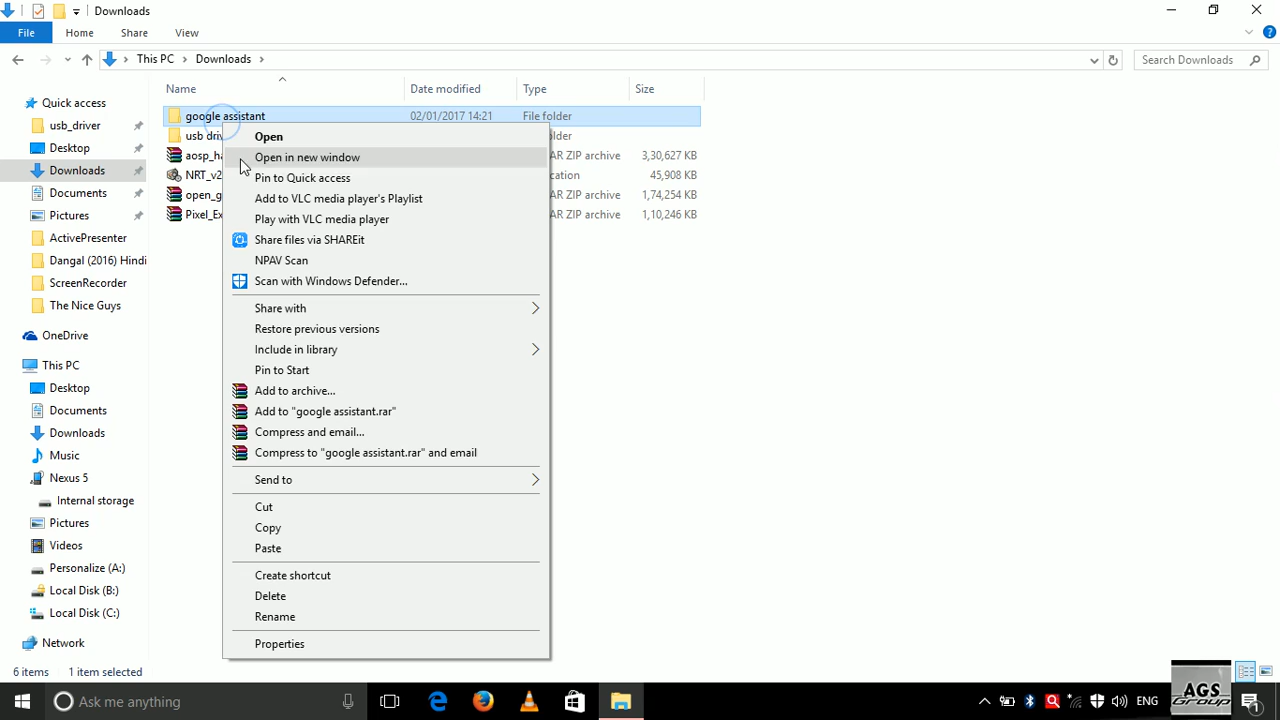 Downloads
File
Home
Share
View
This PC
Downloads
Search Downloads
Name
Date modified
Type
Size
Quick access
usb_driver
Desktop
Downloads
Documents
Pictures
ActivePresenter
Dangal (2016) Hindi
ScreenRecorder
The Nice Guys
OneDrive
This PC
Desktop
Documents
Downloads
Music
Nexus 5
Internal storage
Pictures
Videos
Personalize (A:)
Local Disk (B:)
Local Disk (C:)
Network
google assistant 02/01/2017 14:21 File folder
usb driv older
aosp_ha AR ZIP archive 3,30,627 KB
NRT_v2 cation 45,908 KB
open_g AR ZIP archive 1,74,254 KB
Pixel_Ex AR ZIP archive 1,10,246 KB
Open
Open in new window
Pin to Quick access
Add to VLC media player's Playlist
Play with VLC media player
Share files via SHAREit
NPAV Scan
Scan with Windows Defender...
Share with
Restore previous versions
Include in library
Pin to Start
Add to archive...
Add to "google assistant.rar"
Compress and email...
Compress to "google assistant.rar" and email
Send to
Cut
Copy
Paste
Create shortcut
Delete
Rename
Properties
6 items 1 item selected
Ask me anything
ENG
AGS
Group
1